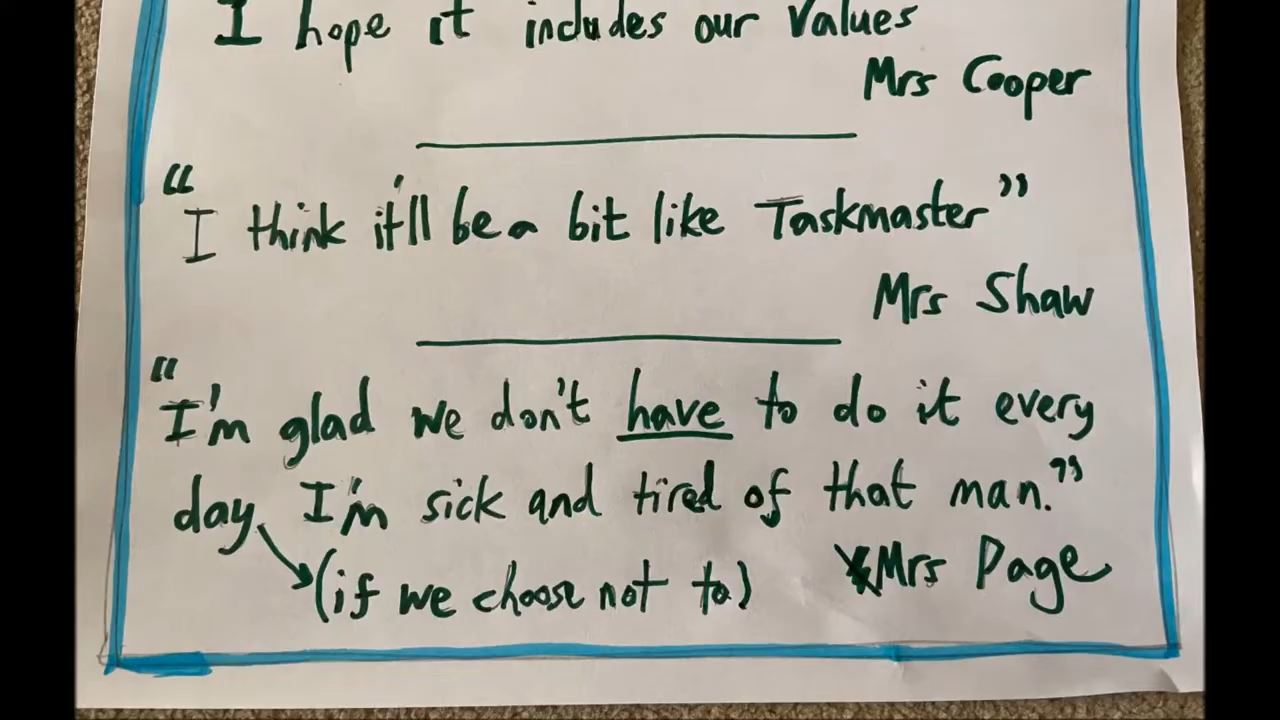 I hope it includes our values
Mrs Cooper
“I think it'll be a bit like Taskmaster”
Mrs Shaw
“I'm glad we don't have to do it every
day I'm sick and tired of that man.”
(if we choose not to)
Mrs Page